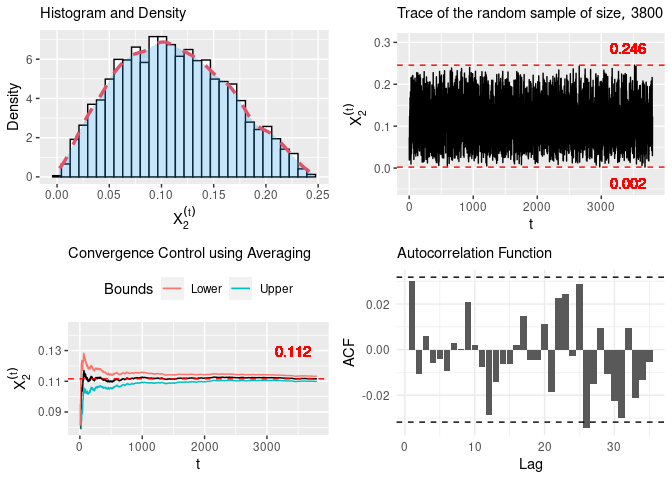 Histogram and Density
Density
6
4
2
0
0.00 0.05 0.10 0.15 0.20 0.25
X₂⁽ᵗ⁾
Trace of the random sample of size, 3800
X₂⁽ᵗ⁾
0.3
0.2
0.1
0.0
0.246
0.002
0 1000 2000 3000
t
Convergence Control using Averaging
Bounds Lower Upper
X₂⁽ᵗ⁾
0.13
0.11
0.09
0.112
0 1000 2000 3000
t
Autocorrelation Function
ACF
0.02
0.00
-0.02
0 10 20 30
Lag